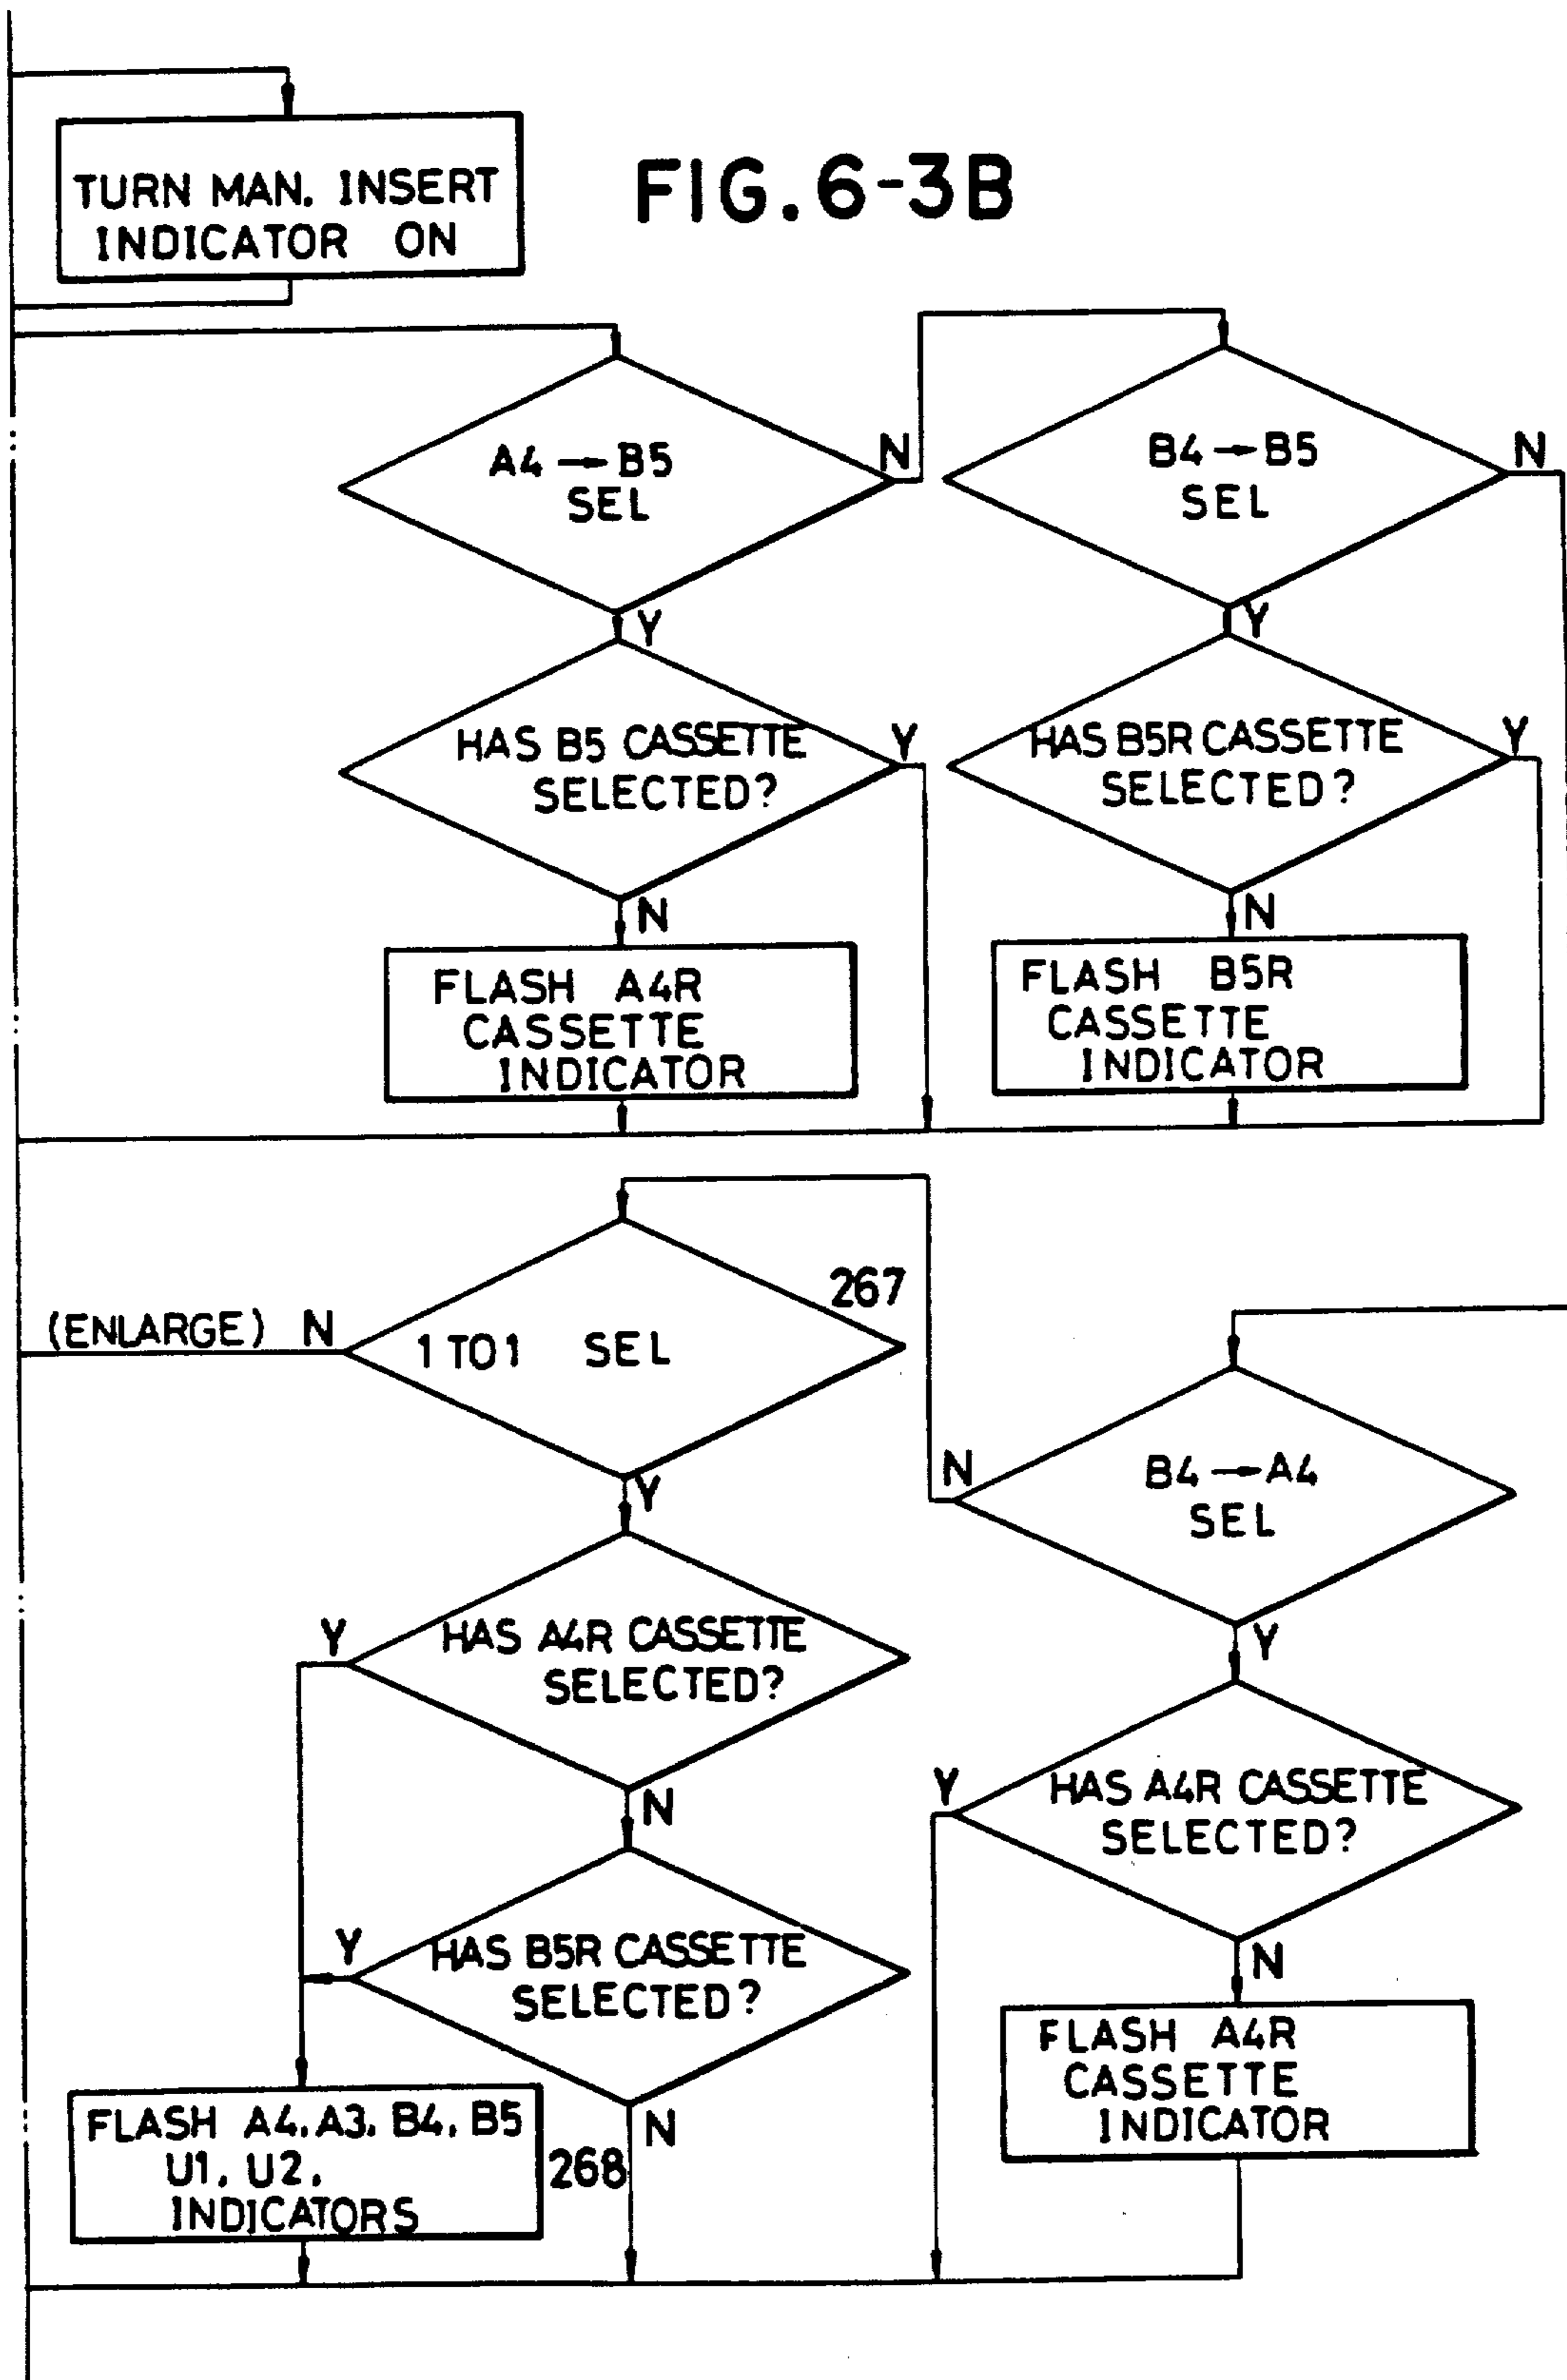 FIG. 6-3B
TURN MAN. INSERT
INDICATOR ON
A4 → B5
SEL
N
Y
B4 → B5
SEL
N
Y
HAS B5 CASSETTE
SELECTED?
Y
N
HAS B5R CASSETTE
SELECTED?
Y
N
FLASH A4R
CASSETTE
INDICATOR
FLASH B5R
CASSETTE
INDICATOR
267
(ENLARGE) N
1 TO 1 SEL
Y
N
B4 → A4
SEL
Y
Y
HAS A4R CASSETTE
SELECTED?
N
Y
HAS A4R CASSETTE
SELECTED?
N
Y
HAS B5R CASSETTE
SELECTED?
N
FLASH A4R
CASSETTE
INDICATOR
FLASH A4. A3. B4. B5
U1. U2.
INDICATORS
268